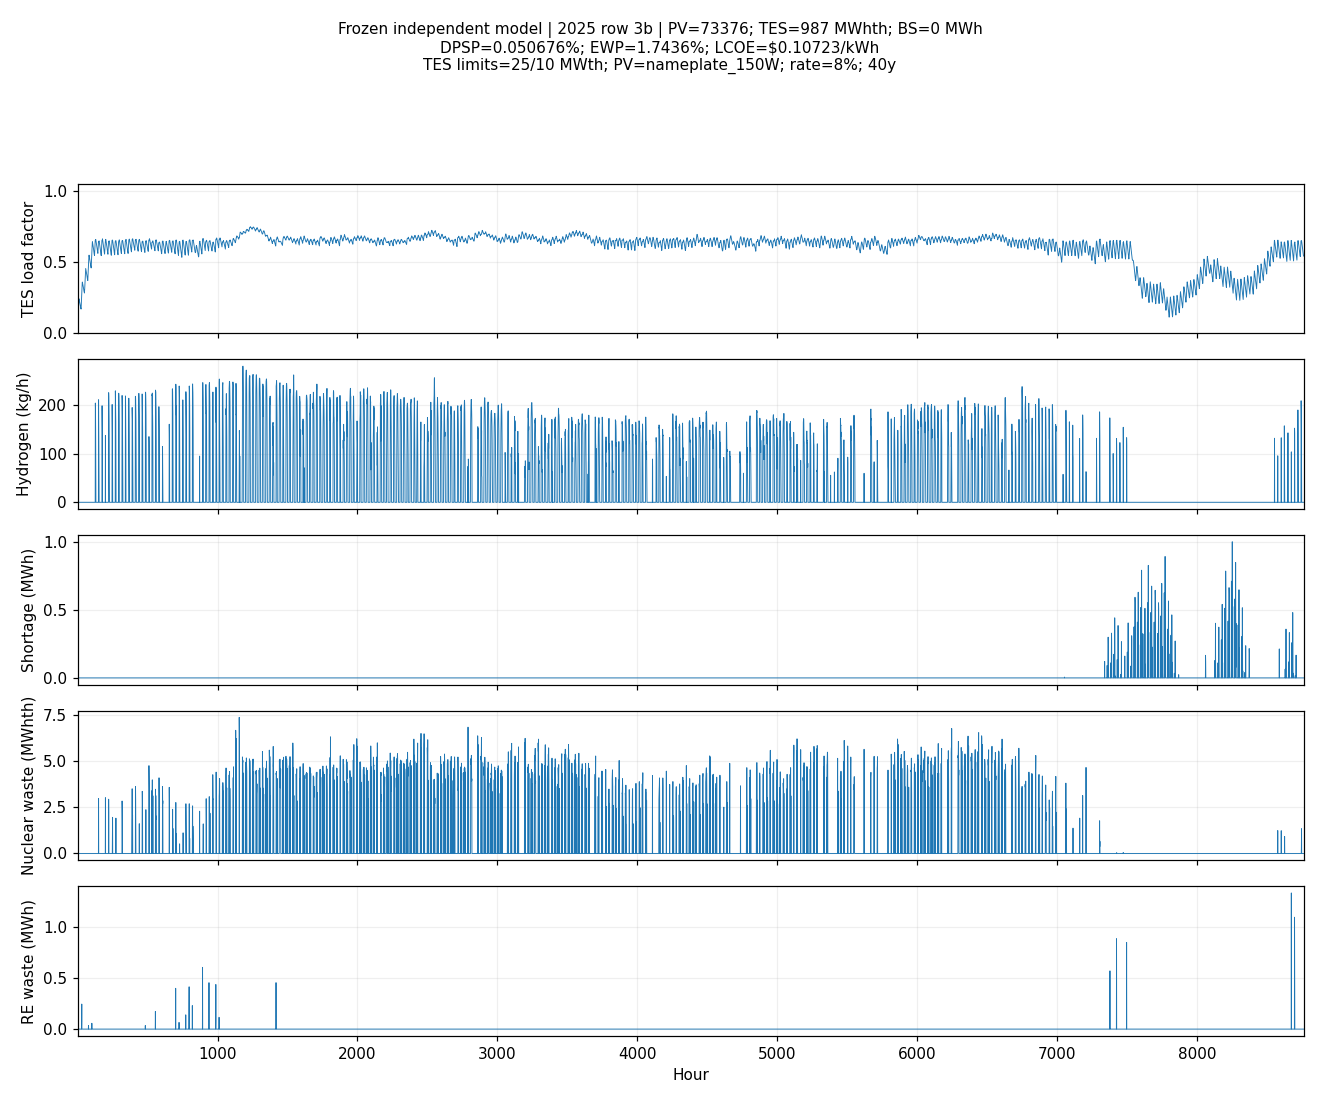 Frozen independent model | 2025 row 3b | PV=73376; TES=987 MWhth; BS=0 MWh
DPSP=0.050676%; EWP=1.7436%; LCOE=$0.10723/kWh
TES limits=25/10 MWth; PV=nameplate_150W; rate=8%; 40y
TES load factor
1.0
0.5
0.0
Hydrogen (kg/h)
200
100
0
Shortage (MWh)
1.0
0.5
0.0
Nuclear waste (MWhth)
7.5
5.0
2.5
0.0
RE waste (MWh)
1.0
0.5
0.0
1000 2000 3000 4000 5000 6000 7000 8000
Hour